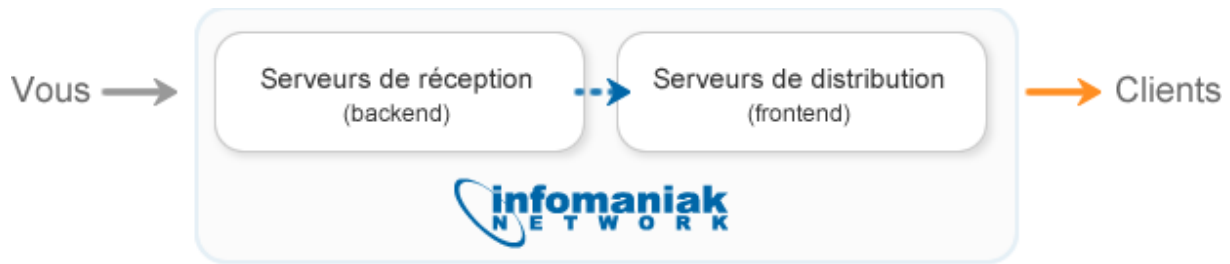 Vous
Serveurs de réception
(backend)
Serveurs de distribution
(frontend)
Clients
infomaniak
NETWORK